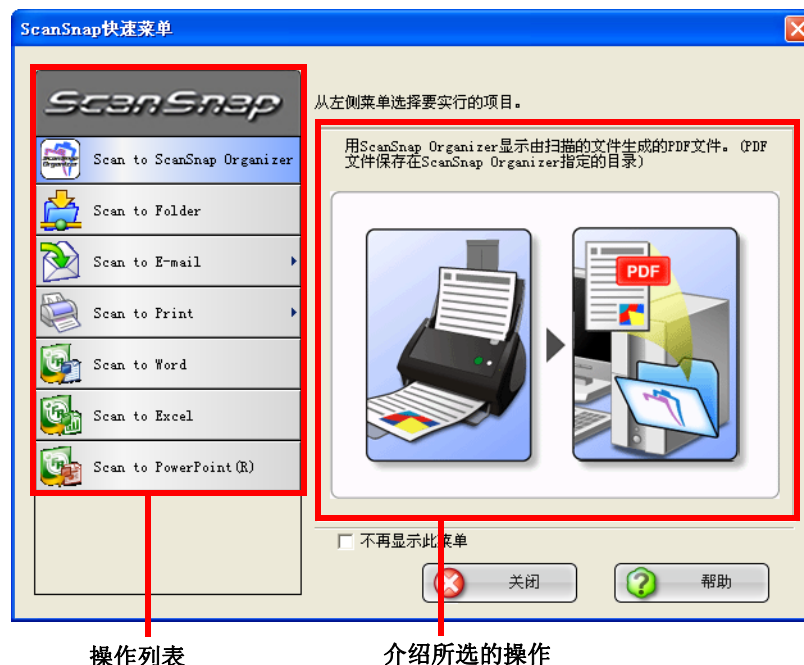 ScanSnap快速菜单
ScanSnap
从左侧菜单选择要实行的项目。
Scan to ScanSnap Organizer
Scan to Folder
Scan to E-mail
Scan to Print
Scan to Word
Scan to Excel
Scan to PowerPoint(R)
用ScanSnap Organizer显示由扫描的文件生成的PDF文件。(PDF
文件保存在ScanSnap Organizer指定的目录)
PDF
不再显示此菜单
关闭
帮助
操作列表
介绍所选的操作